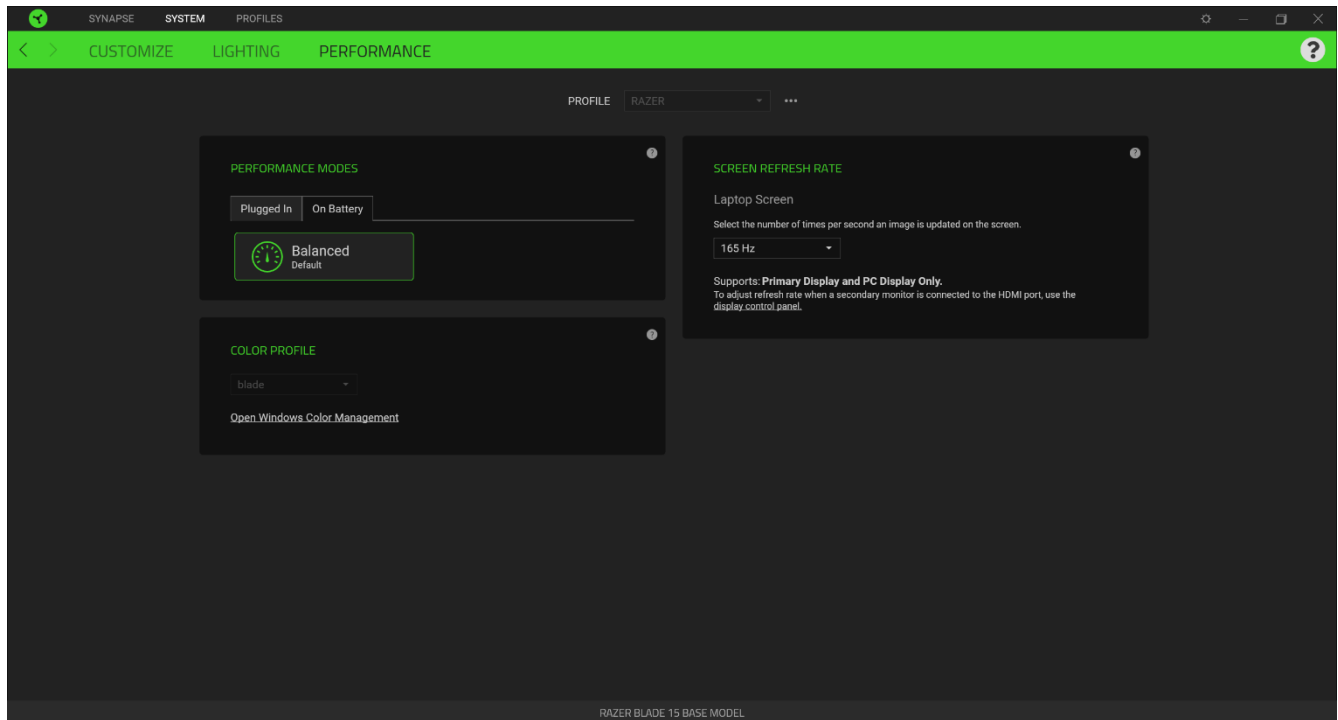 SYNAPSE SYSTEM PROFILES
CUSTOMIZE LIGHTING PERFORMANCE ?
PROFILE RAZER
PERFORMANCE MODES
Plugged In On Battery
Balanced
Default
COLOR PROFILE
blade
Open Windows Color Management
SCREEN REFRESH RATE
Laptop Screen
Select the number of times per second an image is updated on the screen.
165 Hz
Supports: Primary Display and PC Display Only.
To adjust refresh rate when a secondary monitor is connected to the HDMI port, use the
display control panel.
RAZER BLADE 15 BASE MODEL